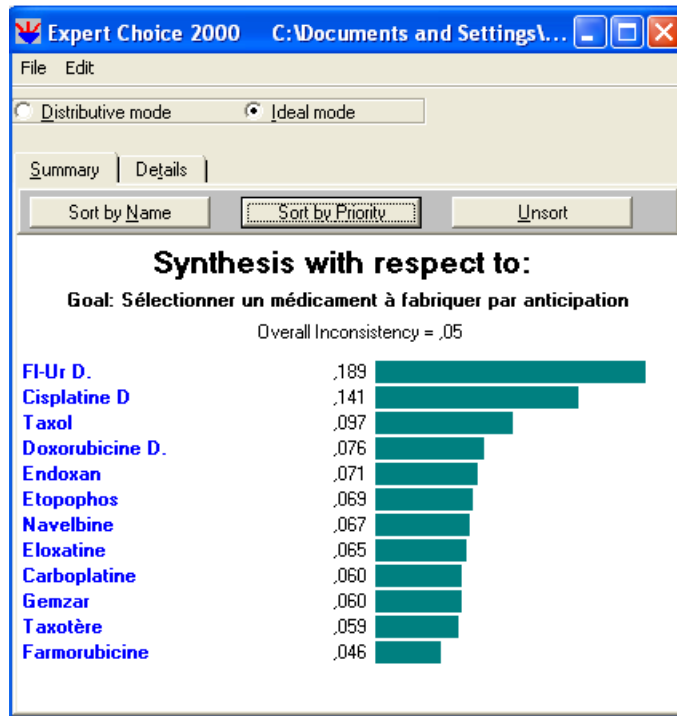 Expert Choice 2000 C:\Documents and Settings\...
File Edit
Distributive mode Ideal mode
Summary Details
Sort by Name Sort by Priority Unsort
Synthesis with respect to:
Goal: Sélectionner un médicament à fabriquer par anticipation
Overall Inconsistency = ,05
Fl-Ur D. ,189
Cisplatine D ,141
Taxol ,097
Doxorubicine D. ,076
Endoxan ,071
Etopophos ,069
Navelbine ,067
Eloxatine ,065
Carboplatine ,060
Gemzar ,060
Taxotère ,059
Farmorubicine ,046